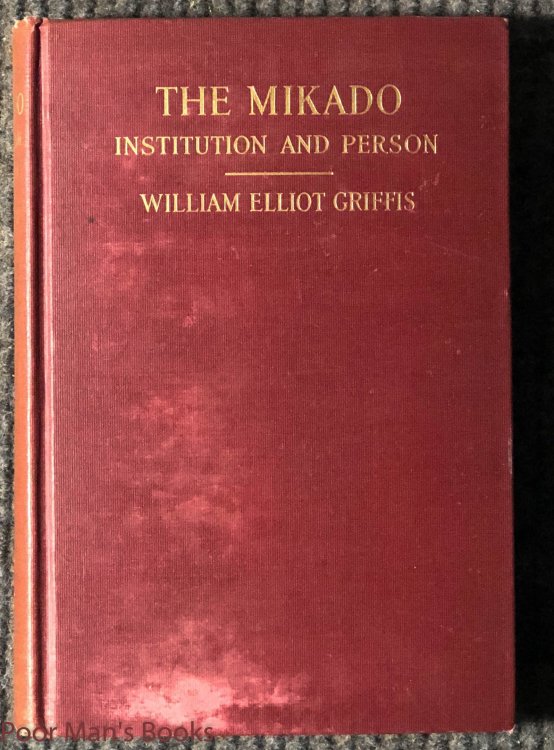 THE MIKADO
INSTITUTION AND PERSON
WILLIAM ELLIOT GRIFFIS
Poor Man's Books